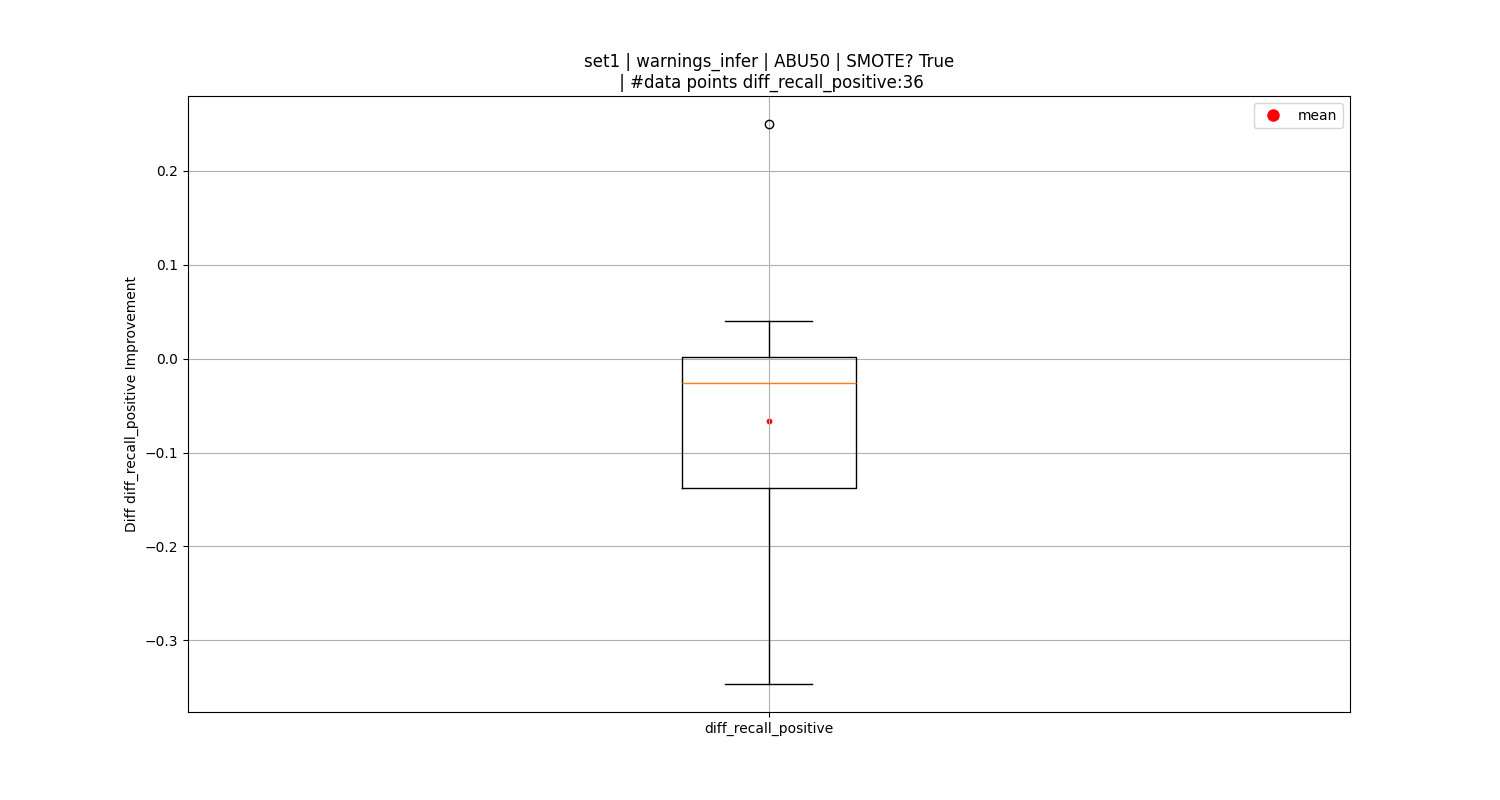 set1 | warnings_infer | ABU50 | SMOTE? True
| #data points diff_recall_positive:36
mean
0.2
0.1
0.0
−0.1
−0.2
−0.3
Diff diff_recall_positive Improvement
diff_recall_positive